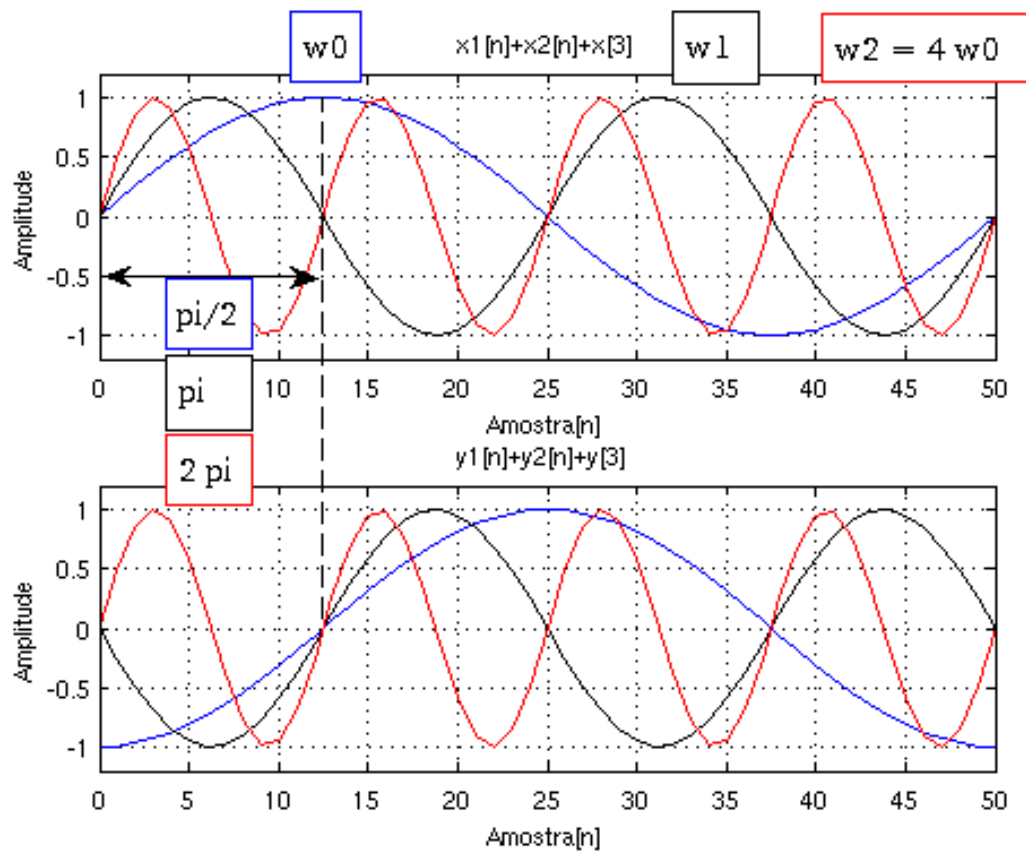 w0
x1[n]+x2[n]+x[3]
w1
w2 = 4 w0
1
0.5
0
-0.5
-1
Amplitude
pi/2
pi
2 pi
0 5 10 15 20 25 30 35 40 45 50
Amostra[n]
y1[n]+y2[n]+y[3]
1
0.5
0
-0.5
-1
Amplitude
0 5 10 15 20 25 30 35 40 45 50
Amostra[n]